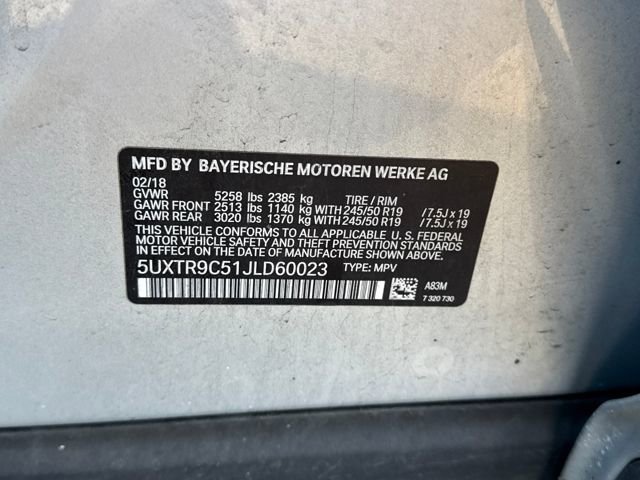 MFD BY BAYERISCHE MOTOREN WERKE AG
02/18
GVWR 5258 lbs 2385 kg TIRE / RIM
GAWR FRONT 2513 lbs 1140 kg WITH 245/50 R19 /7.5J x 19
GAWR REAR 3020 lbs 1370 kg WITH 245/50 R19 /7.5J x 19
THIS VEHICLE CONFORMS TO ALL APPLICABLE U. S. FEDERAL
MOTOR VEHICLE SAFETY, BUMPER, AND THEFT PREVENTION
STANDARDS IN EFFECT ON THE DATE OF MANUFACTURE SHOWN ABOVE.
5UXTR9C51JLD60023 TYPE: MPV
A83M
7 320 730